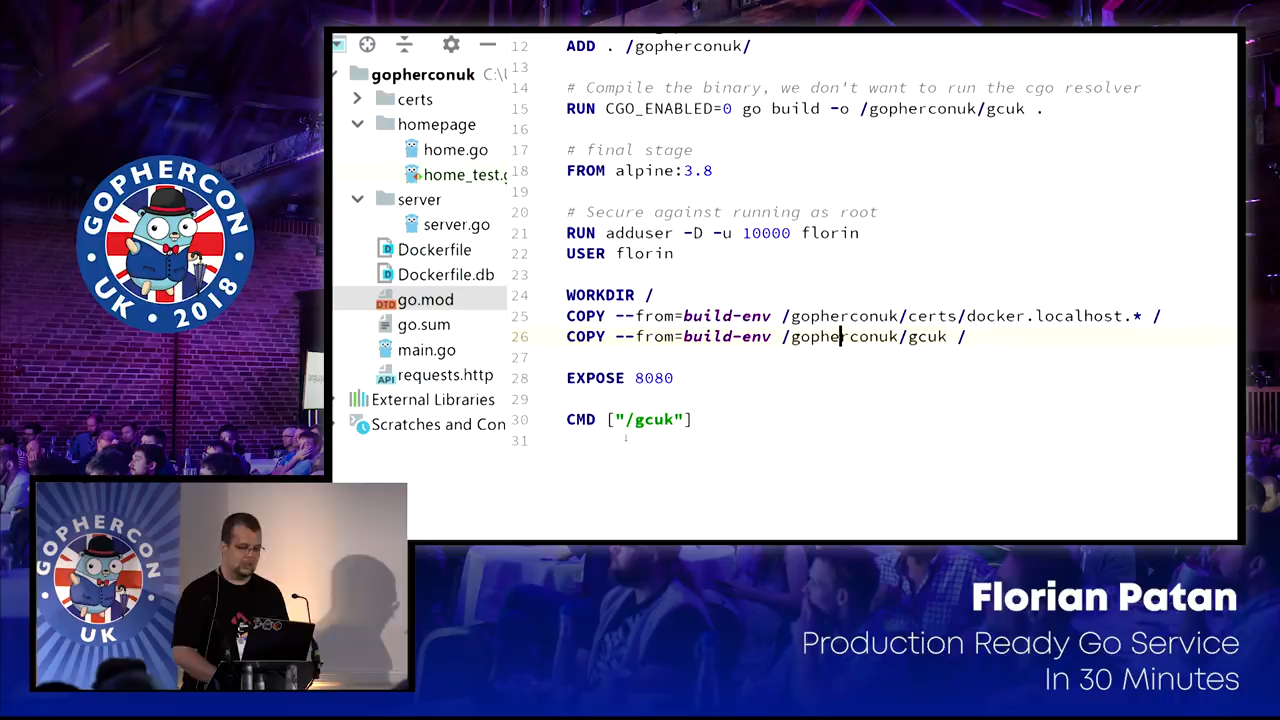 GOPHERCON
UK 2018
gopherconuk C:\
certs
homepage
home.go
home_test.g
server
server.go
Dockerfile
Dockerfile.db
go.mod
go.sum
main.go
requests.http
External Libraries
Scratches and Con
DTD
API
12 ADD . /gopherconuk/
13
14 # Compile the binary, we don't want to run the cgo resolver
15 RUN CGO_ENABLED=0 go build -o /gopherconuk/gcuk .
16
17 # final stage
18 FROM alpine:3.8
19
20 # Secure against running as root
21 RUN adduser -D -u 10000 florin
22 USER florin
23
24 WORKDIR /
25 COPY --from=build-env /gopherconuk/certs/docker.localhost.* /
26 COPY --from=build-env /gopherconuk/gcuk /
27
28 EXPOSE 8080
29
30 CMD ["/gcuk"]
31
GOPHERCON
UK
Florian Patan
Production Ready Go Service
In 30 Minutes